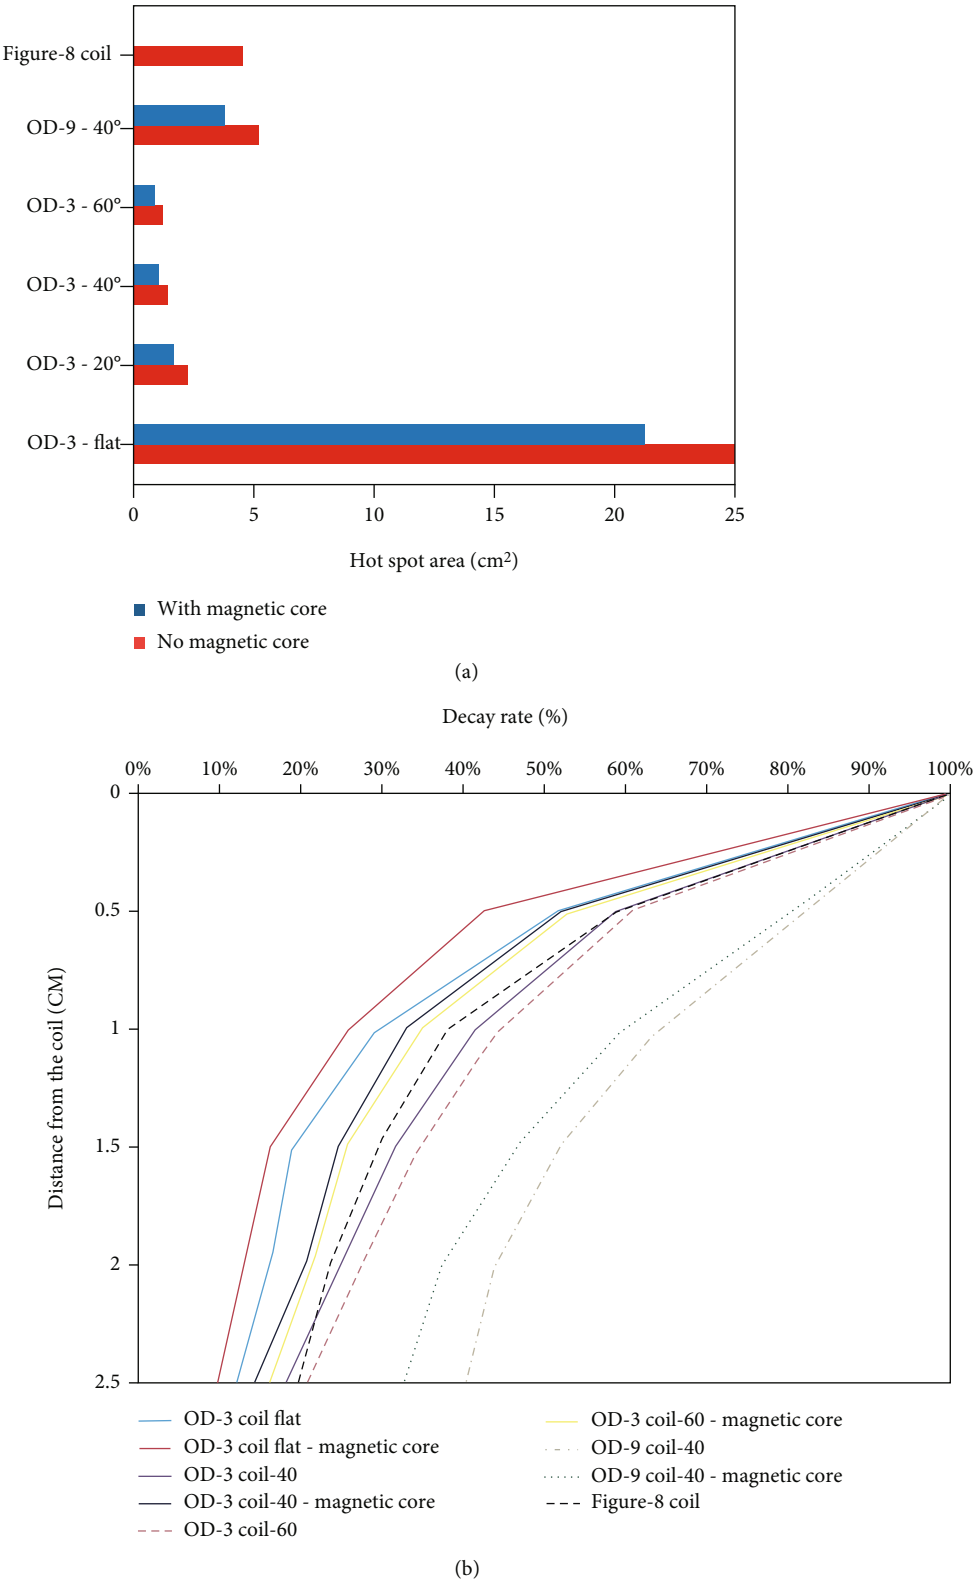 Figure-8 coil
OD-9 - 40°
OD-3 - 60°
OD-3 - 40°
OD-3 - 20°
OD-3 - flat
0 5 10 15 20 25
Hot spot area (cm2)
With magnetic core
No magnetic core
(a)
Decay rate (%)
0% 10% 20% 30% 40% 50% 60% 70% 80% 90% 100%
0
0.5
1
1.5
2
2.5
Distance from the coil (CM)
OD-3 coil flat
OD-3 coil flat - magnetic core
OD-3 coil-40
OD-3 coil-40 - magnetic core
OD-3 coil-60
OD-3 coil-60 - magnetic core
OD-9 coil-40
OD-9 coil-40 - magnetic core
Figure-8 coil
(b)